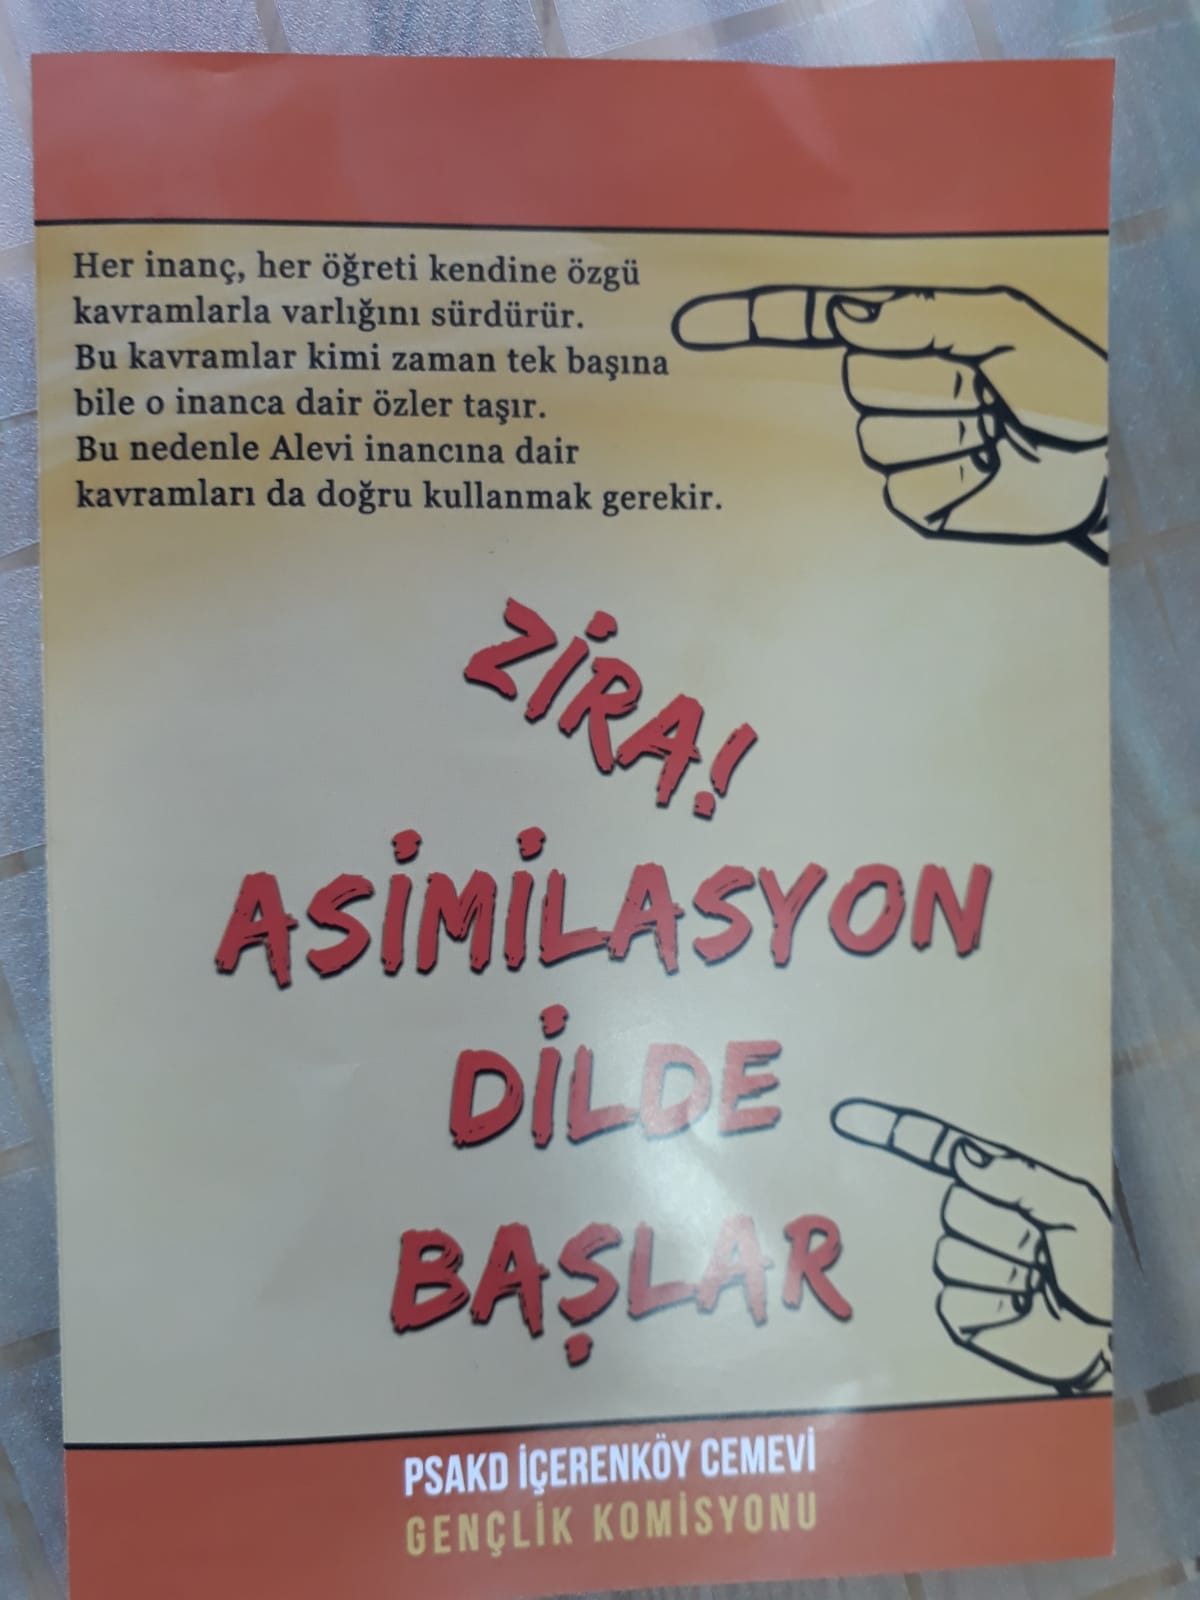 Her inanç, her öğreti kendine özgü
kavramlarla varlığını sürdürür.
Bu kavramlar kimi zaman tek başına
bile o inanca dair özler taşır.
Bu nedenle Alevi inancına dair
kavramları da doğru kullanmak gerekir.
ZİRA!
ASİMİLASYON
DİLDE
BAŞLAR
PSAKD İÇERENKÖY CEMEVİ
GENÇLİK KOMİSYONU